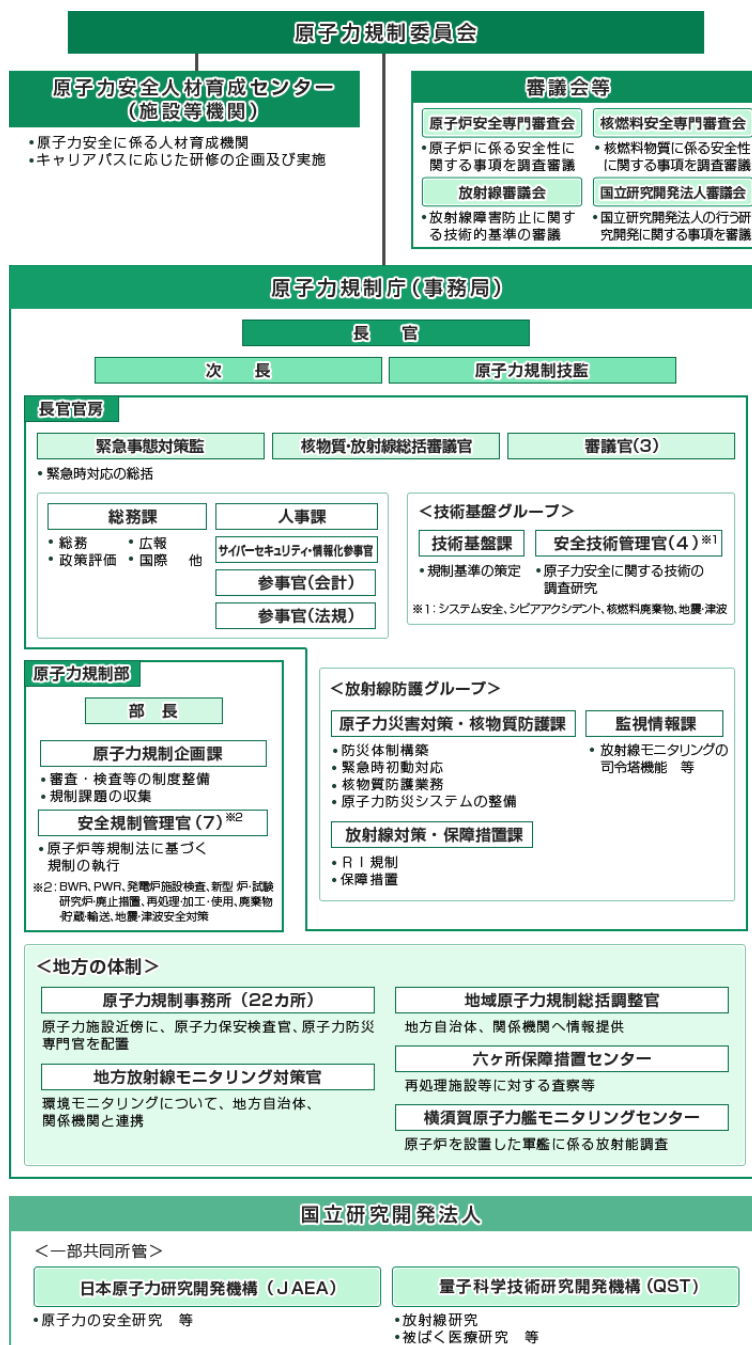 原子力規制委員会
原子力安全人材育成センター
(施設等機関)
•原子力安全に係る人材育成機関
•キャリアパスに応じた研修の企画及び実施
審議会等
原子炉安全専門審査会
•原子炉に係る安全性に
関する事項を調査審議
核燃料安全専門審査会
•核燃料物質に係る安全性
に関する事項を調査審議
放射線審議会
•放射線障害防止に関す
る技術的基準の審議
国立研究開発法人審議会
•国立研究開発法人の行う研
究開発に関する事項を審議
原子力規制庁(事務局)
長　官
次　長
原子力規制技監
長官官房
緊急事態対策監
核物質・放射線総括審議官
審議官(3)
•緊急時対応の総括
総務課
•総務　•広報
•政策評価　•国際　他
人事課
サイバーセキュリティ・情報化参事官
参事官(会計)
参事官(法規)
<技術基盤グループ>
技術基盤課
•規制基準の策定
安全技術管理官(4)※1
•原子力安全に関する技術の
調査研究
※1:システム安全、シビアアクシデント、核燃料廃棄物、地震・津波
原子力規制部
部　長
原子力規制企画課
•審査・検査等の制度整備
•規制課題の収集
安全規制管理官(7)※2
•原子炉等規制法に基づく
規制の執行
※2:BWR、PWR、発電炉施設検査、新型 炉・試験
研究炉・廃止措置、再処理・加工・使用、廃棄物
・貯蔵・輸送、地震・津波安全対策
<放射線防護グループ>
原子力災害対策・核物質防護課
•防災体制構築
•緊急時初動対応
•核物質防護業務
•原子力防災システムの整備
監視情報課
•放射線モニタリングの
司令塔機能　等
放射線対策・保障措置課
•ＲＩ規制
•保障措置
<地方の体制>
原子力規制事務所(22カ所)
原子力施設近傍に、原子力保安検査官、原子力防災
専門官を配置
地方放射線モニタリング対策官
環境モニタリングについて、地方自治体、
関係機関と連携
地域原子力規制総括調整官
地方自治体、関係機関へ情報提供
六ヶ所保障措置センター
再処理施設等に対する査察等
横須賀原子力艦モニタリングセンター
原子炉を設置した軍艦に係る放射能調査
国立研究開発法人
<一部共同所管>
日本原子力研究開発機構(JAEA)
•原子力の安全研究　等
量子科学技術研究開発機構(QST)
•放射線研究
•被ばく医療研究　等